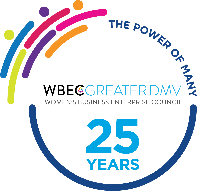 THE POWER OF MANY
WBEC GREATER DMV
WOMEN'S BUSINESS ENTERPRISE COUNCIL
25
YEARS